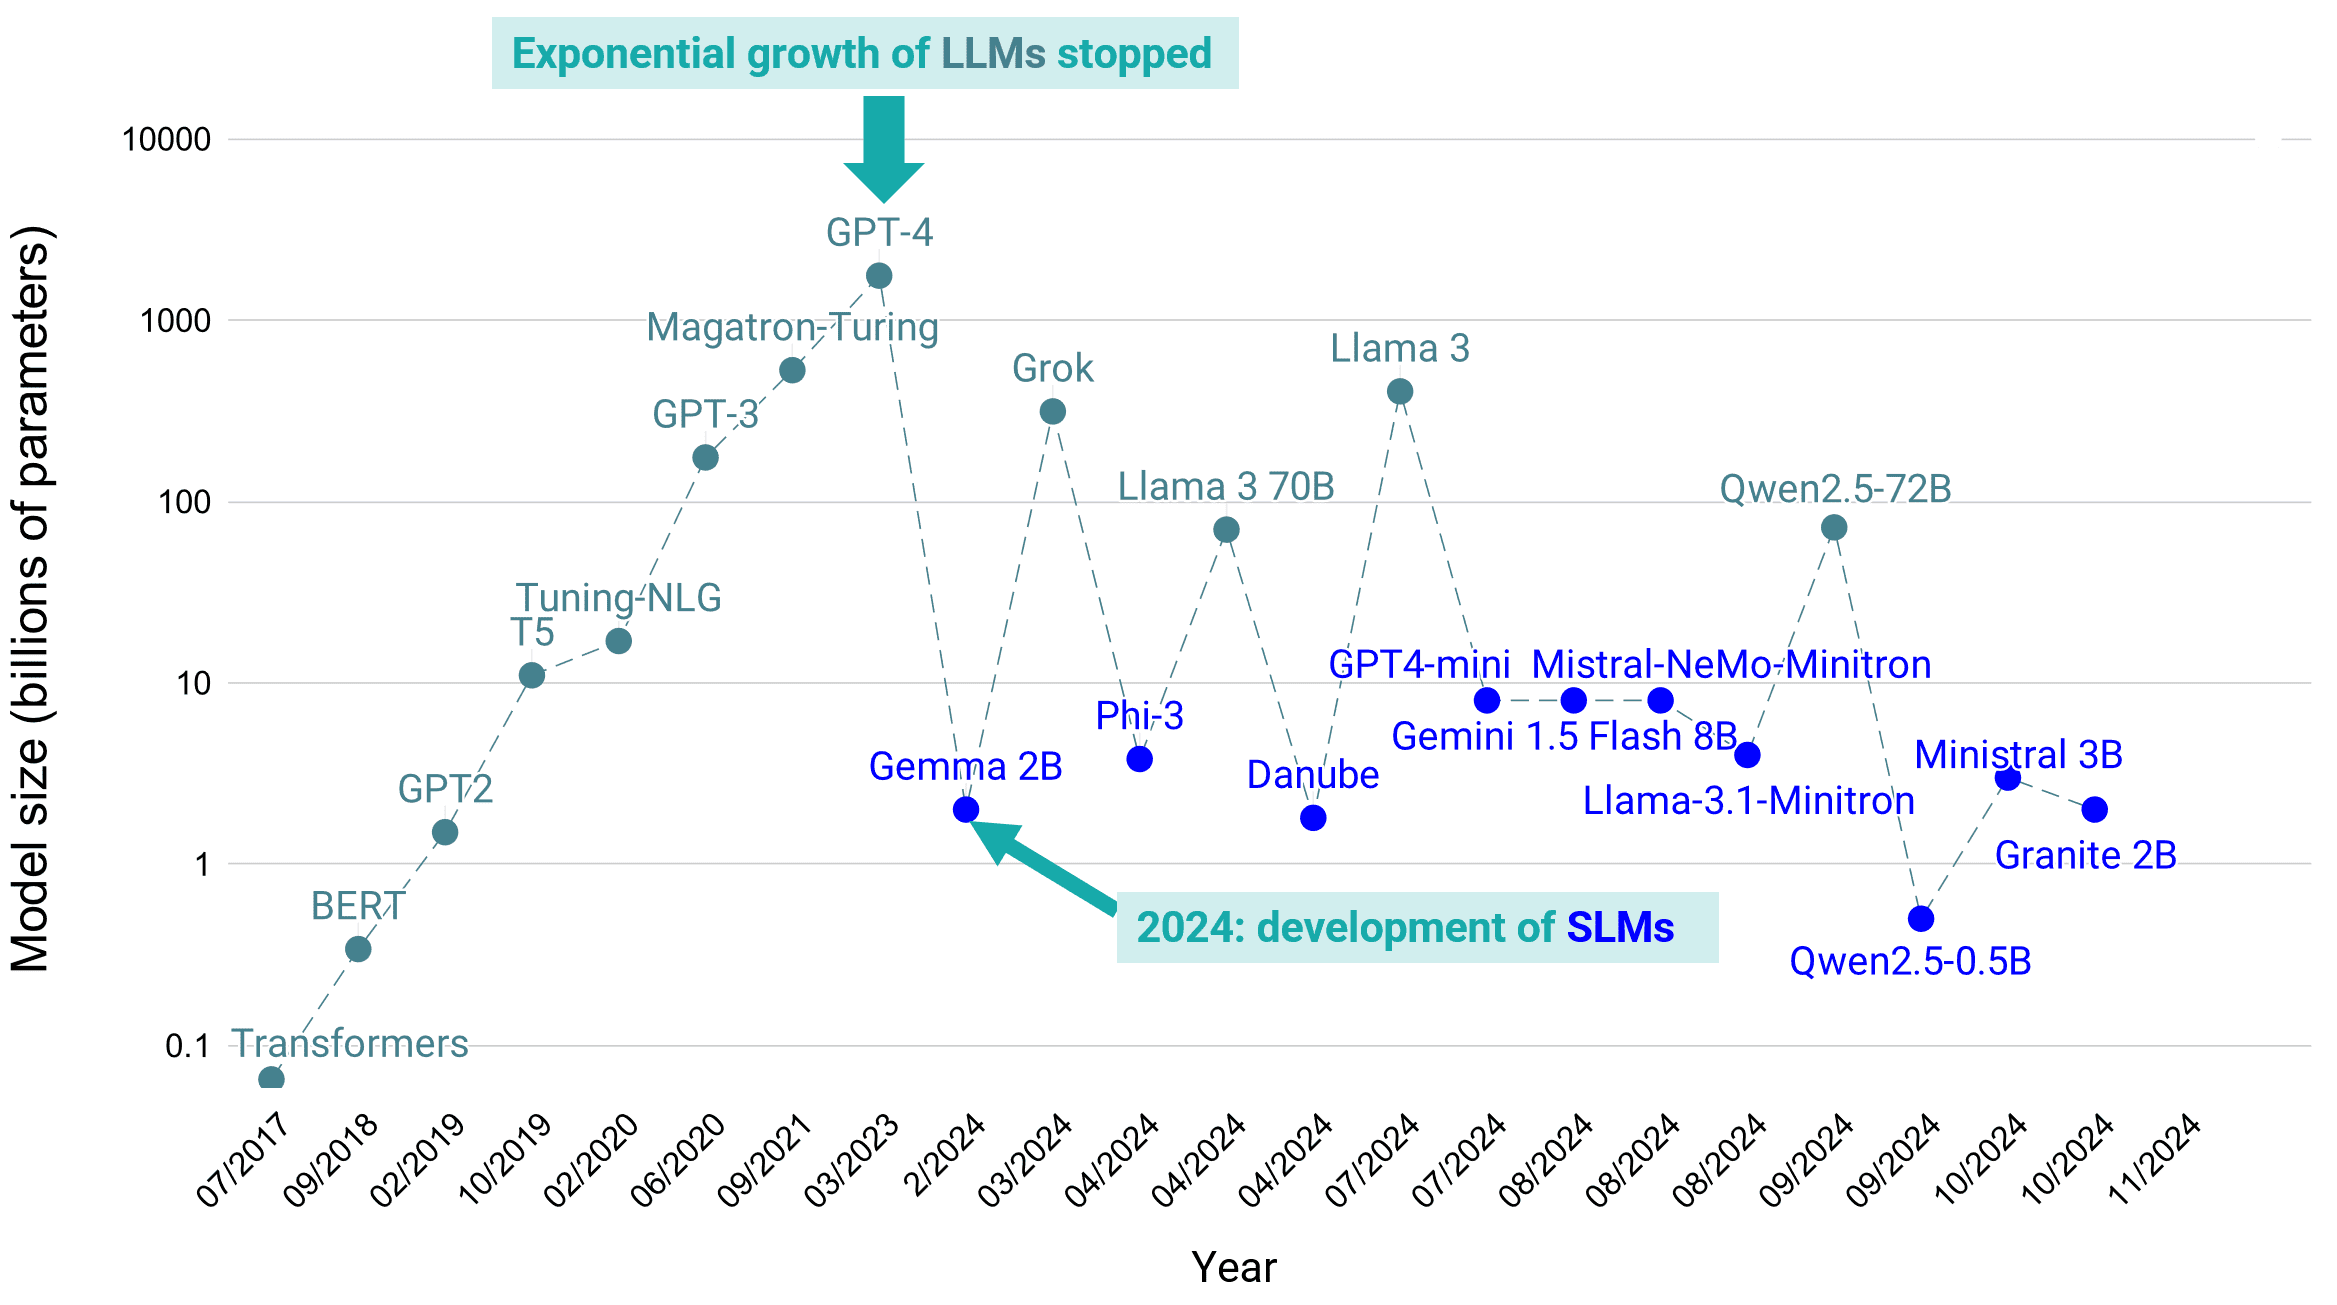 Exponential growth of LLMs stopped
10000
1000
100
10
1
0.1
Model size (billions of parameters)
GPT-4
Magatron-Turing
GPT-3
Tuning-NLG
T5
GPT2
BERT
Transformers
Grok
Llama 3
Llama 3 70B
Qwen2.5-72B
GPT4-mini
Mistral-NeMo-Minitron
Phi-3
Gemini 1.5 Flash 8B
Gemma 2B
Danube
Ministral 3B
Llama-3.1-Minitron
Granite 2B
2024: development of SLMs
Qwen2.5-0.5B
07/2017
09/2018
02/2019
10/2019
02/2020
06/2020
09/2021
03/2023
2/2024
03/2024
04/2024
04/2024
04/2024
07/2024
07/2024
08/2024
08/2024
08/2024
09/2024
09/2024
10/2024
10/2024
11/2024
Year